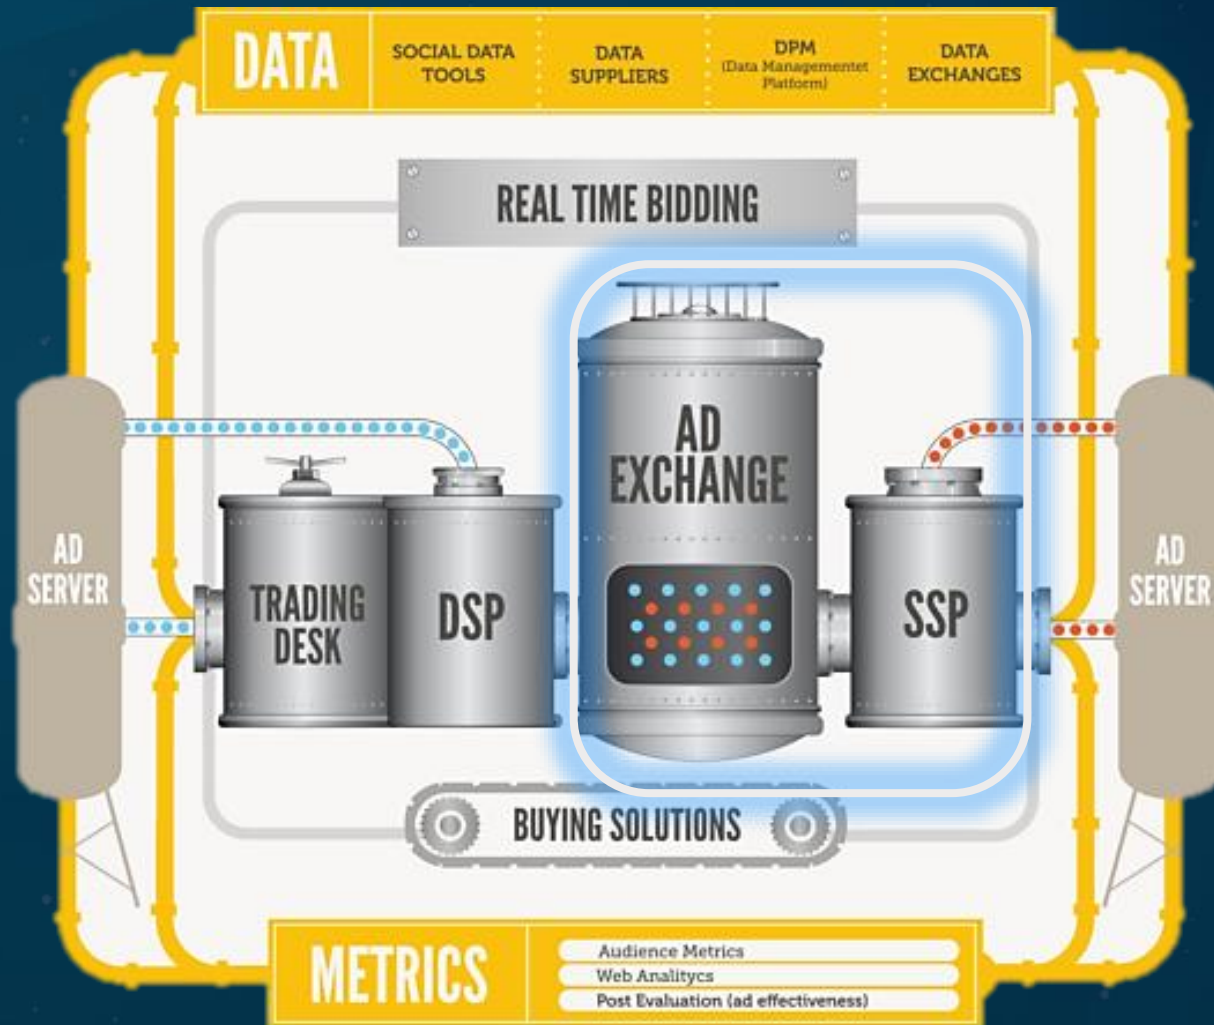 DATA
SOCIAL DATA
TOOLS
DATA
SUPPLIERS
DPM
(Data Managementet
Platform)
DATA
EXCHANGES
REAL TIME BIDDING
AD
EXCHANGE
AD
SERVER
TRADING
DESK
DSP
SSP
AD
SERVER
BUYING SOLUTIONS
METRICS
Audience Metrics
Web Analitycs
Post Evaluation (ad effectiveness)